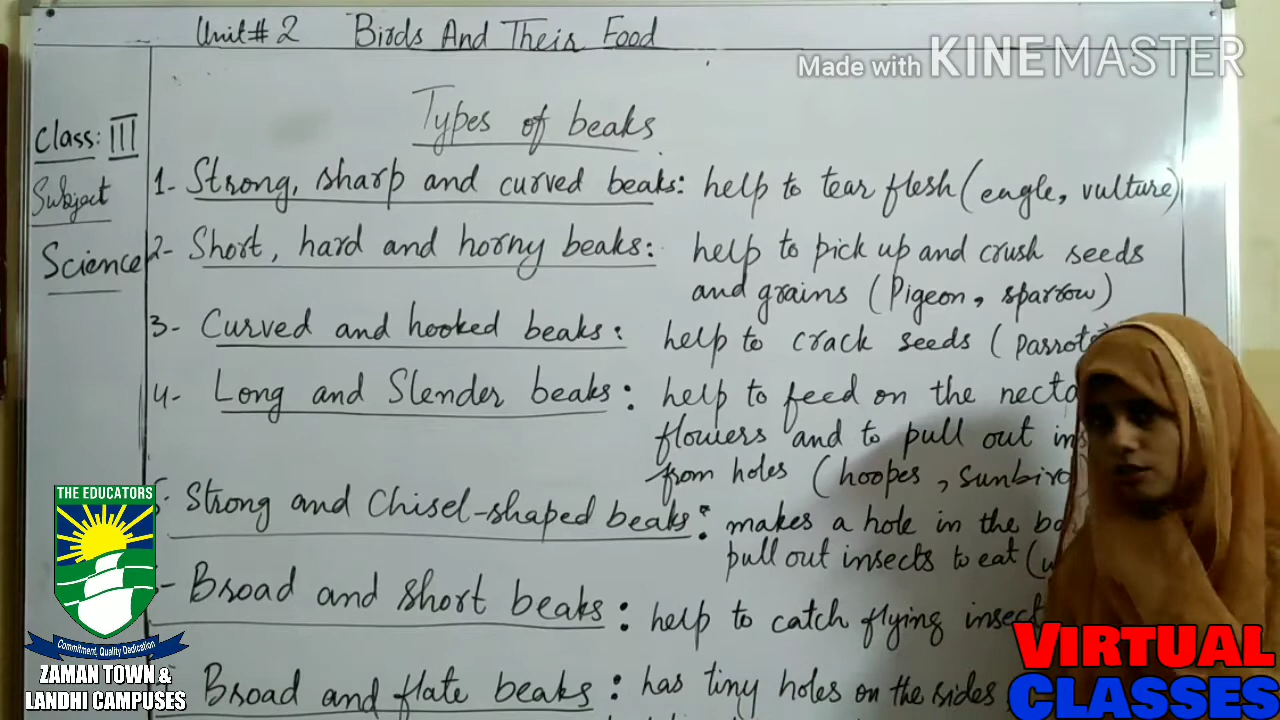 Unit# 2 Birds And Their Food
Made with KINEMASTER
Types of beaks
Class: III
Subject
Science
1- Strong, sharp and curved beaks: help to tear flesh (eagle, vulture)
2- Short, hard and horny beaks: help to pick up and crush seeds
and grains (Pigeon, sparrow)
3- Curved and hooked beaks: help to crack seeds (parrots
4- Long and Slender beaks: help to feed on the
flowers and to pull out
from holes (hoopes, sunbird
Strong and Chisel-shaped beaks: makes a hole in the
pull out insects to eat
Broad and short beaks: help to catch flying insect
Broad and flate beaks: has tiny holes on the sides
THE EDUCATORS
Commitment, Quality, Dedication
ZAMAN TOWN &
LANDHI CAMPUSES
VIRTUAL
CLASSES